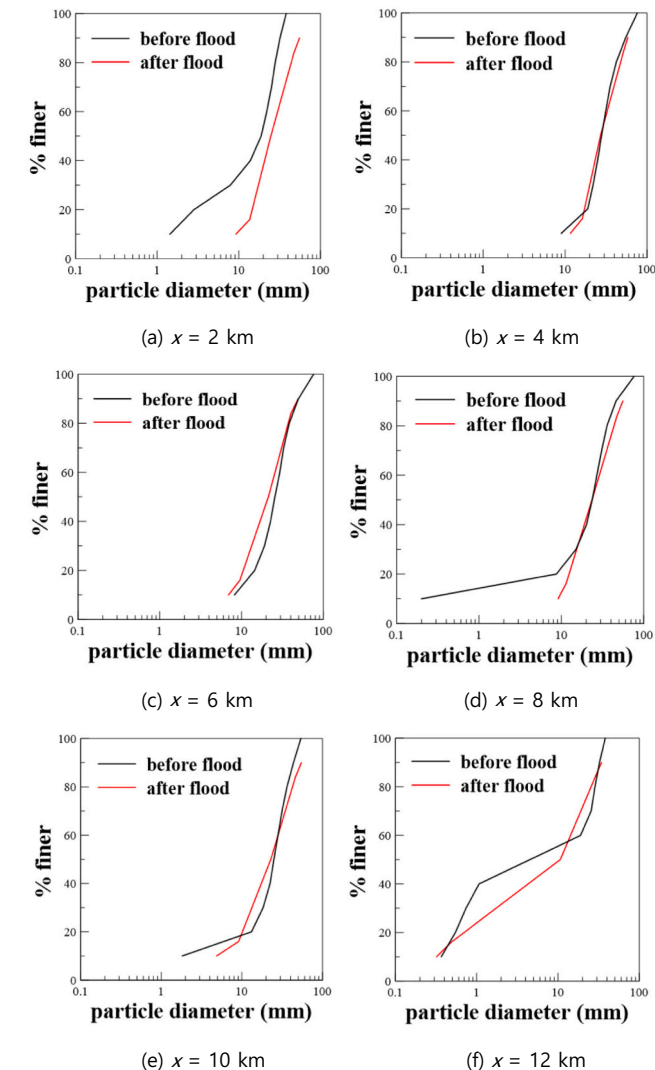 100
80
60
40
20
0
% finer
before flood
after flood
0.1 1 10 100
particle diameter (mm)
(a) x = 2 km
100
80
60
40
20
0
% finer
before flood
after flood
0.1 1 10 100
particle diameter (mm)
(b) x = 4 km
100
80
60
40
20
0
% finer
before flood
after flood
0.1 1 10 100
particle diameter (mm)
(c) x = 6 km
100
80
60
40
20
0
% finer
before flood
after flood
0.1 1 10 100
particle diameter (mm)
(d) x = 8 km
100
80
60
40
20
0
% finer
before flood
after flood
0.1 1 10 100
particle diameter (mm)
(e) x = 10 km
100
80
60
40
20
0
% finer
before flood
after flood
0.1 1 10 100
particle diameter (mm)
(f) x = 12 km